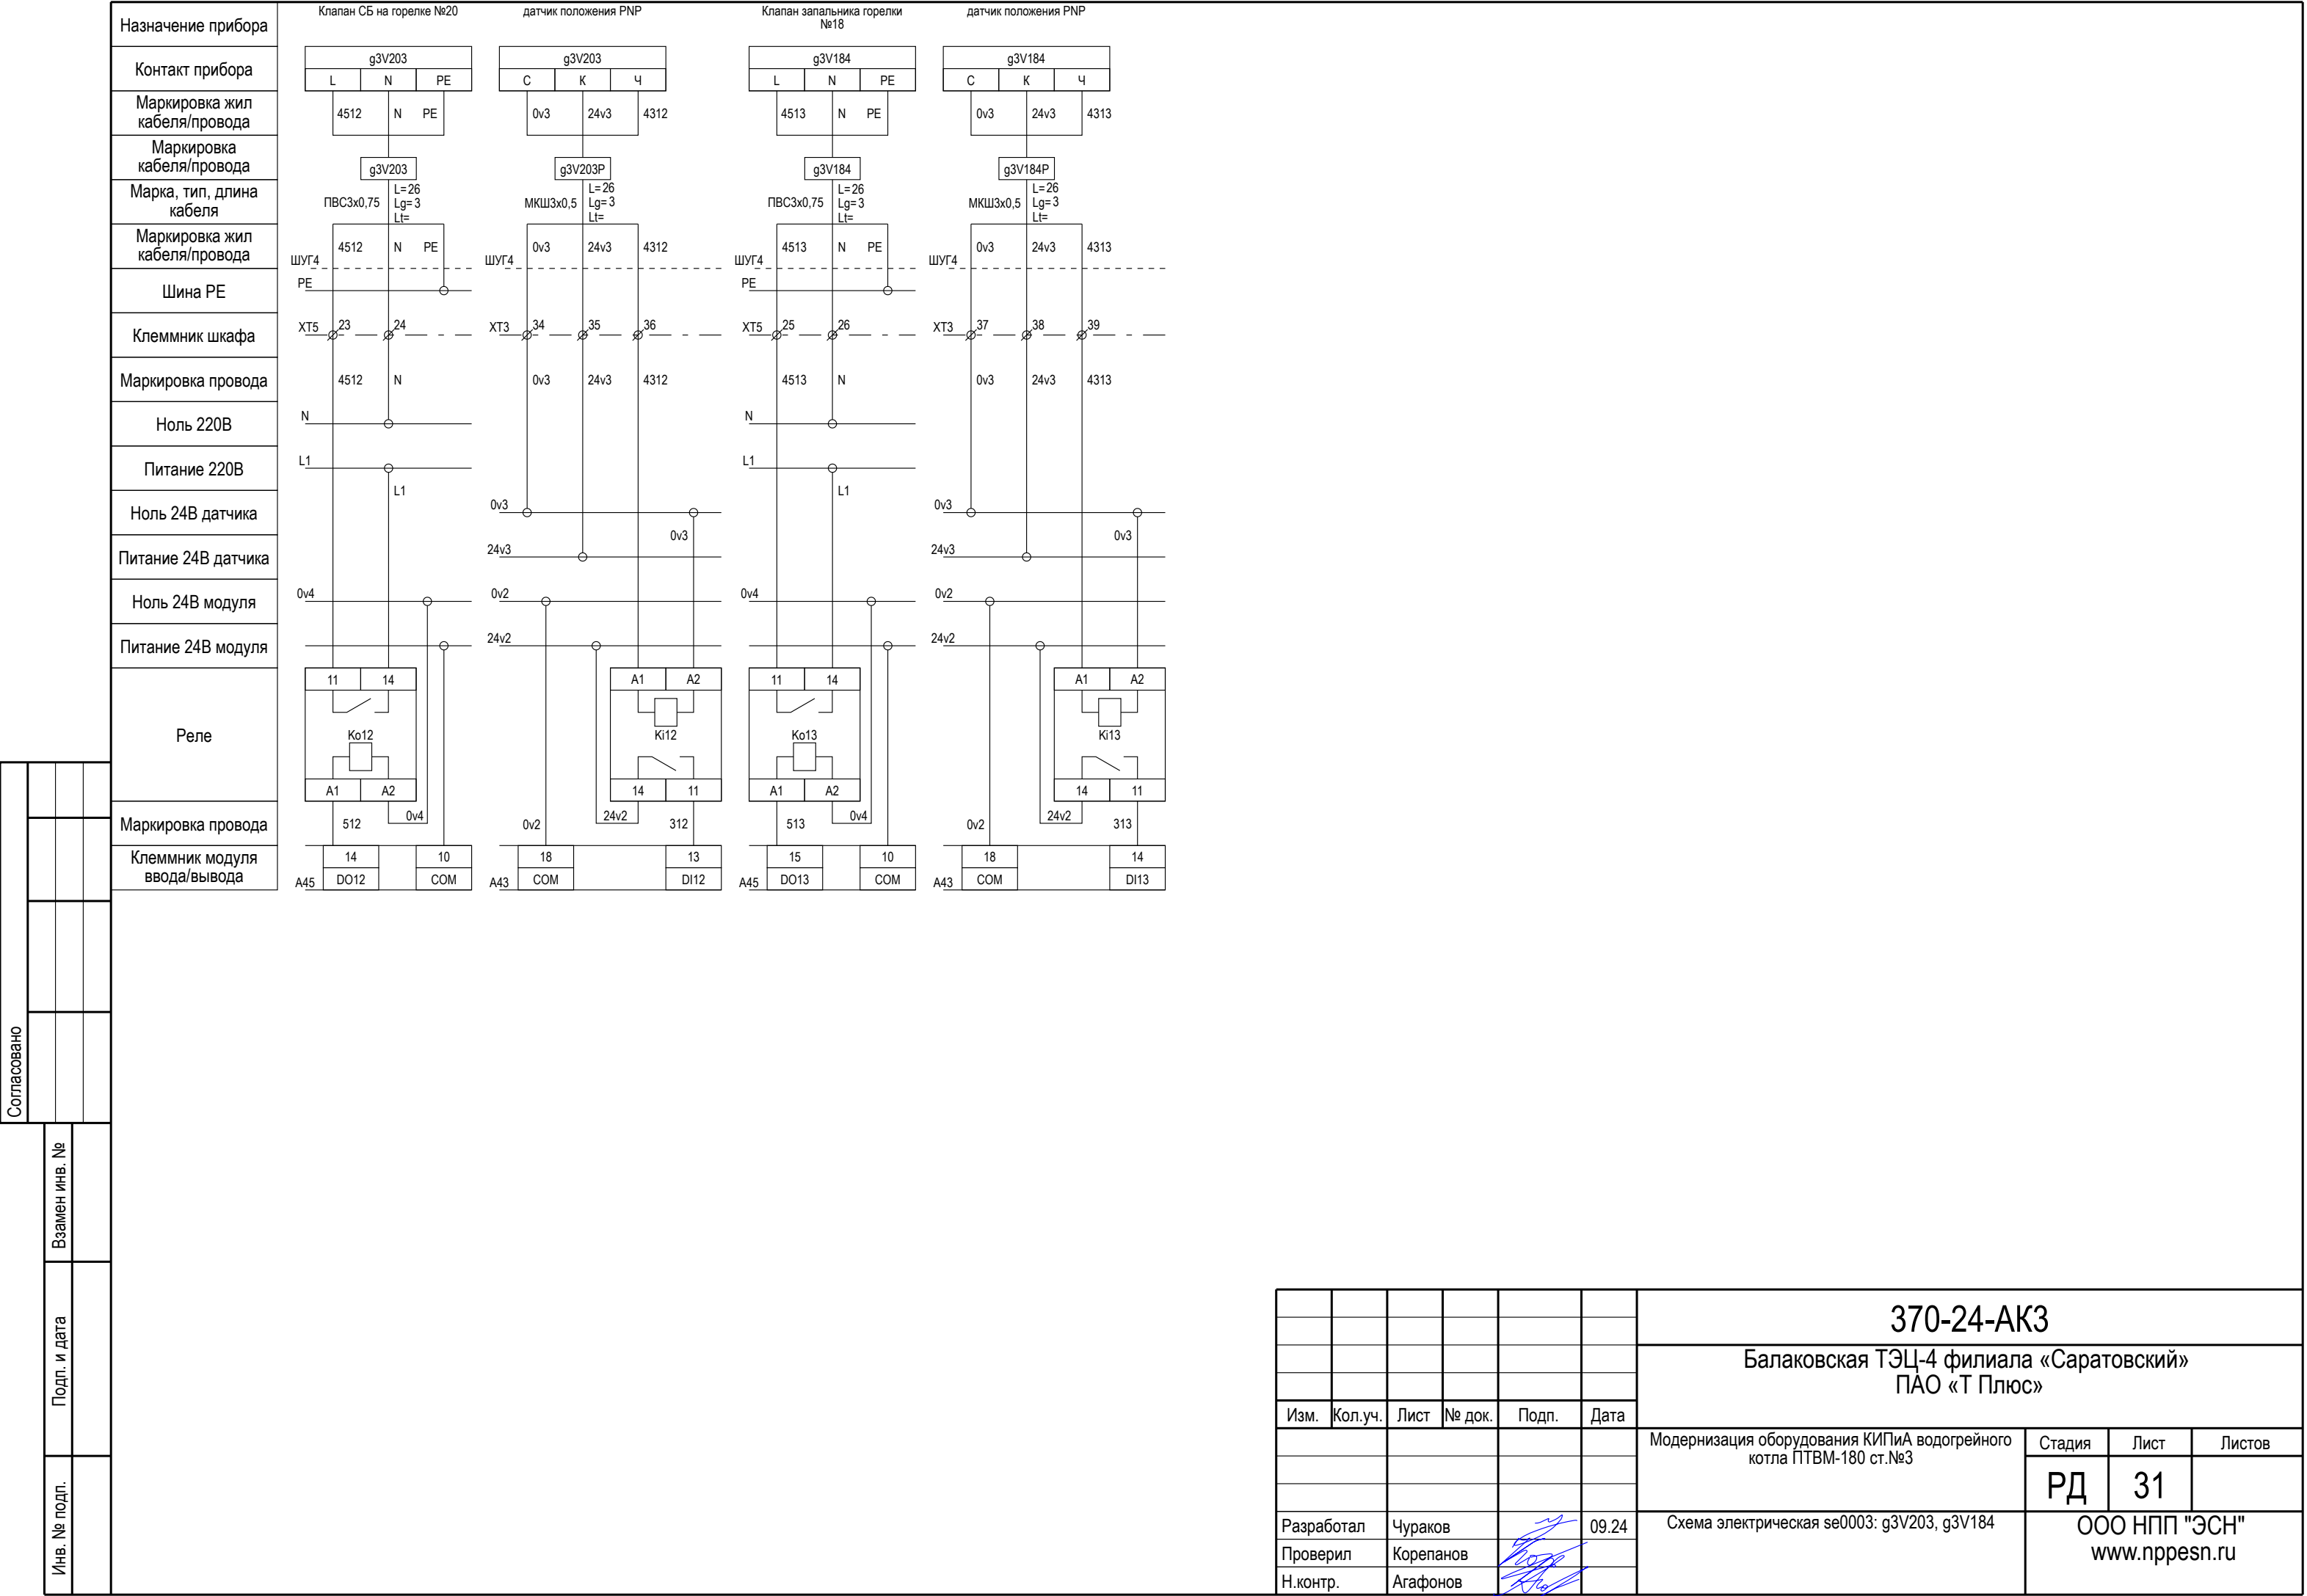 Назначение прибора
Клапан СБ на горелке №20
датчик положения PNP
Клапан запальника горелки
№18
датчик положения PNP
Контакт прибора
g3V203
g3V203
g3V184
g3V184
L N PE
С К Ч
L N PE
С К Ч
Маркировка жил
кабеля/провода
4512 N PE
0v3 24v3 4312
4513 N PE
0v3 24v3 4313
Маркировка
кабеля/провода
g3V203
g3V203P
g3V184
g3V184P
Марка, тип, длина
кабеля
ПВС3х0,75
L= 26
Lg= 3
Lt=
МКШ3х0,5
L= 26
Lg= 3
Lt=
ПВС3х0,75
L= 26
Lg= 3
Lt=
МКШ3х0,5
L= 26
Lg= 3
Lt=
Маркировка жил
кабеля/провода
4512 N PE
0v3 24v3 4312
4513 N PE
0v3 24v3 4313
ШУГ4
ШУГ4
ШУГ4
ШУГ4
Шина PE
PE
PE
Клеммник шкафа
XT5 23 24
XT3 34 35 36
XT5 25 26
XT3 37 38 39
Маркировка провода
4512 N
0v3 24v3 4312
4513 N
0v3 24v3 4313
Ноль 220В
N
N
Питание 220В
L1
L1
L1
L1
Ноль 24В датчика
0v3
0v3
0v3
0v3
Питание 24В датчика
24v3
24v3
Ноль 24В модуля
0v4
0v2
0v4
0v2
Питание 24В модуля
24v2
24v2
Реле
11 14
A1 A2
11 14
A1 A2
Ko12
Ki12
Ko13
Ki13
A1 A2
14 11
A1 A2
14 11
Маркировка провода
512 0v4
0v2 24v2 312
513 0v4
0v2 24v2 313
Клеммник модуля
ввода/вывода
14 10
18 13
15 10
18 14
A45 DO12 COM
A43 COM DI12
A45 DO13 COM
A43 COM DI13
Согласовано
Взамен инв. №
Подп. и дата
Инв. № подп.
370-24-АК3
Балаковская ТЭЦ-4 филиала «Саратовский»
ПАО «Т Плюс»
Изм. Кол.уч. Лист № док. Подп. Дата
Модернизация оборудования КИПиА водогрейного
котла ПТВМ-180 ст.№3
Стадия Лист Листов
РД 31
Разработал Чураков 09.24
Проверил Корепанов
Н.контр. Агафонов
Схема электрическая se0003: g3V203, g3V184
ООО НПП "ЭСН"
www.nppesn.ru